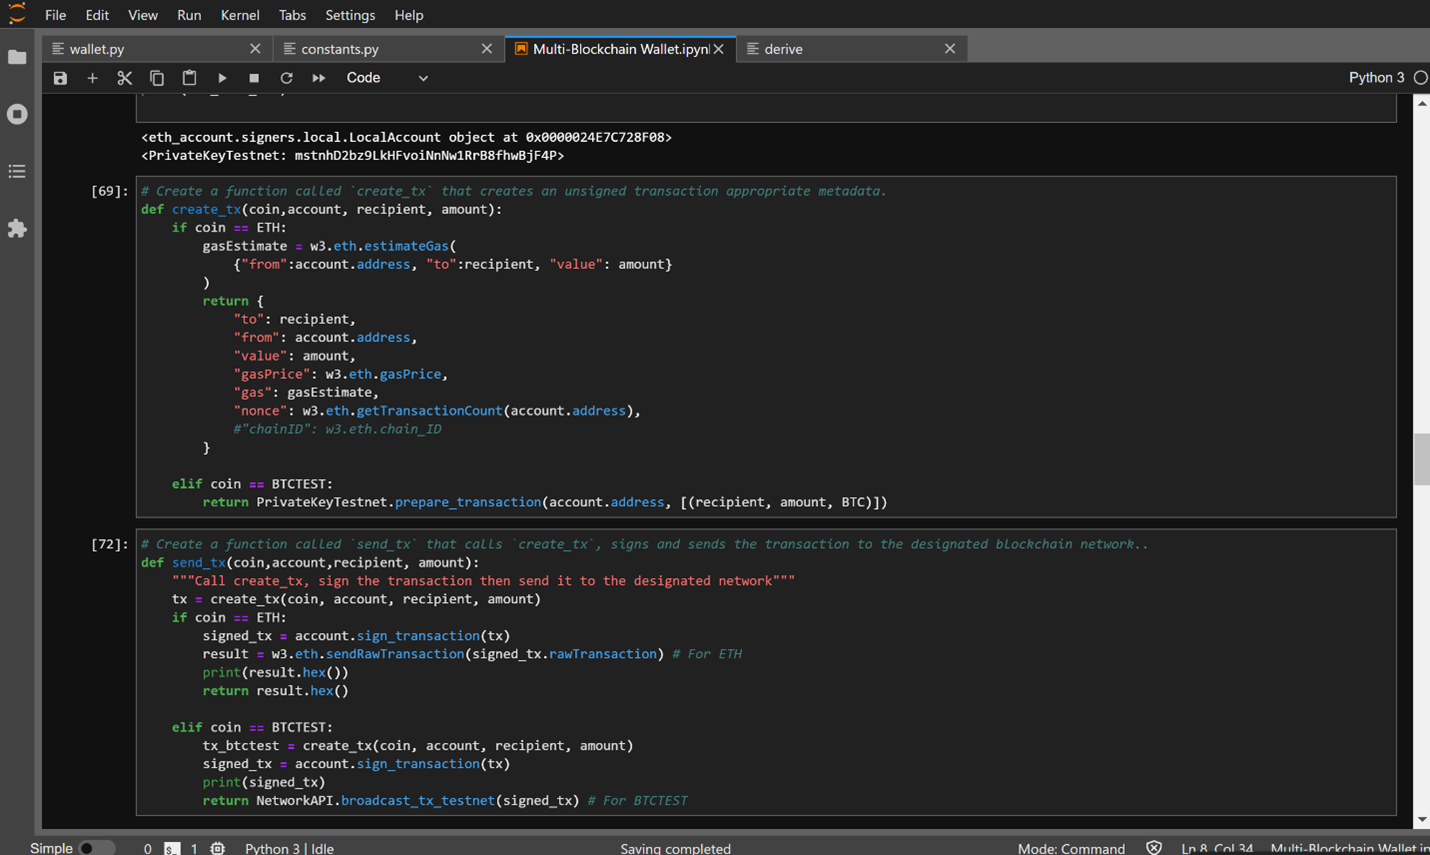 File Edit View Run Kernel Tabs Settings Help
wallet.py constants.py Multi-Blockchain Wallet.ipyn derive
Code Python 3
<eth_account.signers.local.LocalAccount object at 0x0000024E7C728F08>
<PrivateKeyTestnet: mstnhD2bz9LkHFvoiNnNw1RrB8fhwBjF4P>
[69]: # Create a function called `create_tx` that creates an unsigned transaction appropriate metadata.
def create_tx(coin,account, recipient, amount):
    if coin == ETH:
        gasEstimate = w3.eth.estimateGas(
            {"from":account.address, "to":recipient, "value": amount}
        )
        return {
            "to": recipient,
            "from": account.address,
            "value": amount,
            "gasPrice": w3.eth.gasPrice,
            "gas": gasEstimate,
            "nonce": w3.eth.getTransactionCount(account.address),
            #"chainID": w3.eth.chain_ID
        }
    elif coin == BTCTEST:
        return PrivateKeyTestnet.prepare_transaction(account.address, [(recipient, amount, BTC)])
[72]: # Create a function called `send_tx` that calls `create_tx`, signs and sends the transaction to the designated blockchain network..
def send_tx(coin,account,recipient, amount):
    """Call create_tx, sign the transaction then send it to the designated network"""
    tx = create_tx(coin, account, recipient, amount)
    if coin == ETH:
        signed_tx = account.sign_transaction(tx)
        result = w3.eth.sendRawTransaction(signed_tx.rawTransaction) # For ETH
        print(result.hex())
        return result.hex()
    elif coin == BTCTEST:
        tx_btctest = create_tx(coin, account, recipient, amount)
        signed_tx = account.sign_transaction(tx)
        print(signed_tx)
        return NetworkAPI.broadcast_tx_testnet(signed_tx) # For BTCTEST
Simple 0 $_ 1 Python 3 | Idle Saving completed Mode: Command Ln 8, Col 34 Multi-Blockchain Wallet.ip